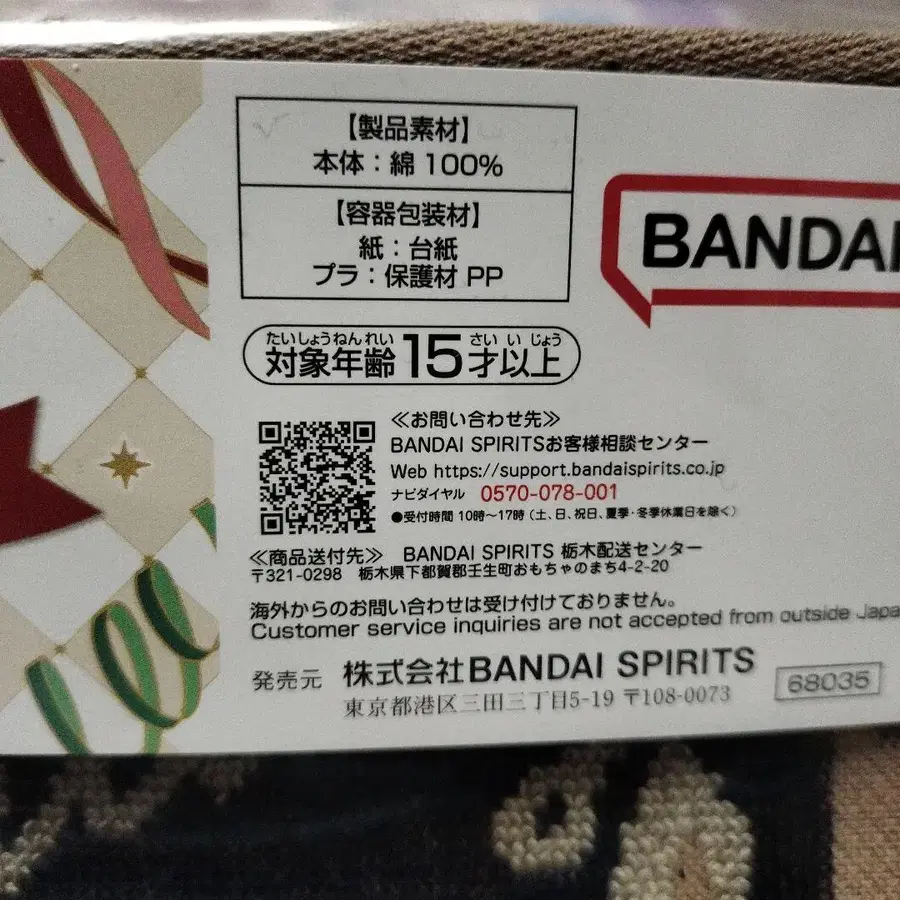 【製品素材】
本体：綿 100%
【容器包装材】
紙：台紙
プラ：保護材 PP
BANDAI
たいしょうねんれい さい いじょう
対象年齢 15才以上
≪お問い合わせ先≫
BANDAI SPIRITSお客様相談センター
Web https://support.bandaispirits.co.jp
ナビダイヤル 0570-078-001
●受付時間 10時〜17時（土、日、祝日、夏季・冬季休業日を除く）
≪商品送付先≫ BANDAI SPIRITS 栃木配送センター
〒321-0298 栃木県下都賀郡壬生町おもちゃのまち4-2-20
海外からのお問い合わせは受け付けておりません。
Customer service inquiries are not accepted from outside Japa
発売元 株式会社BANDAI SPIRITS
東京都港区三田三丁目5-19 〒108-0073
68035